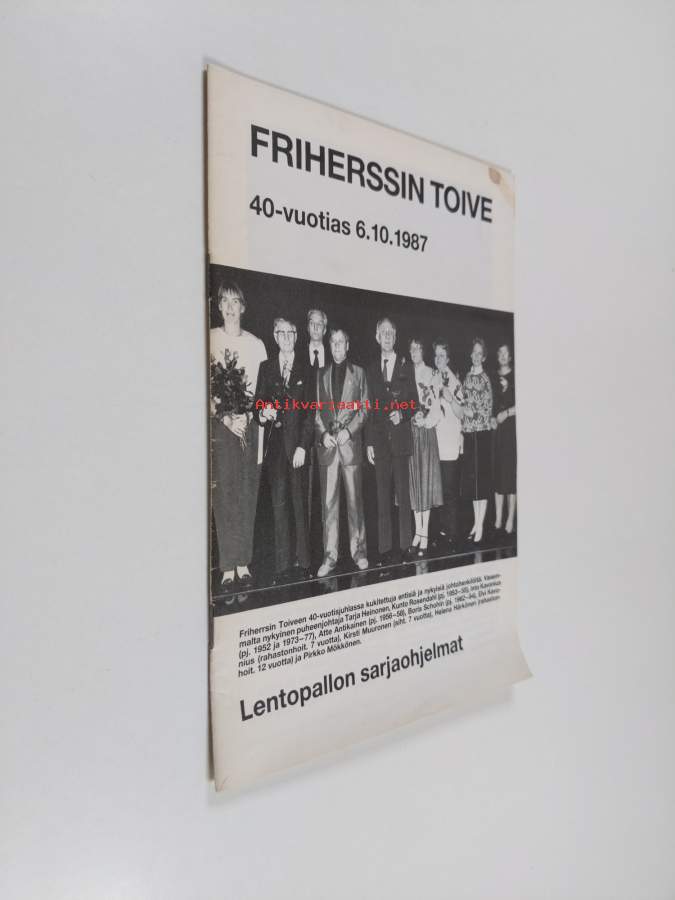 FRIHERSSIN TOIVE
40-vuotias 6.10.1987
Antikvariaatti.net
Friherrsin Toiveen 40-vuotisjuhlassa kukitettuja entisiä ja nykyisiä johtohenkilöitä. Vasem-
malta nykyinen puheenjohtaja Tarja Heinonen, Kunto Rosendahl (pj. 1953—55), Into Kavonius
(pj. 1952 ja 1973—77), Atte Antikainen (pj. 1956—58), Boris Schohin (pj. 1962—64), Elvi Kavo-
nius (rahastonhoit. 7 vuotta), Kirsti Muuronen (siht. 7 vuotta), Helena Härkönen (rahaston-
hoit. 12 vuotta) ja Pirkko Mökkönen.
Lentopallon sarjaohjelmat